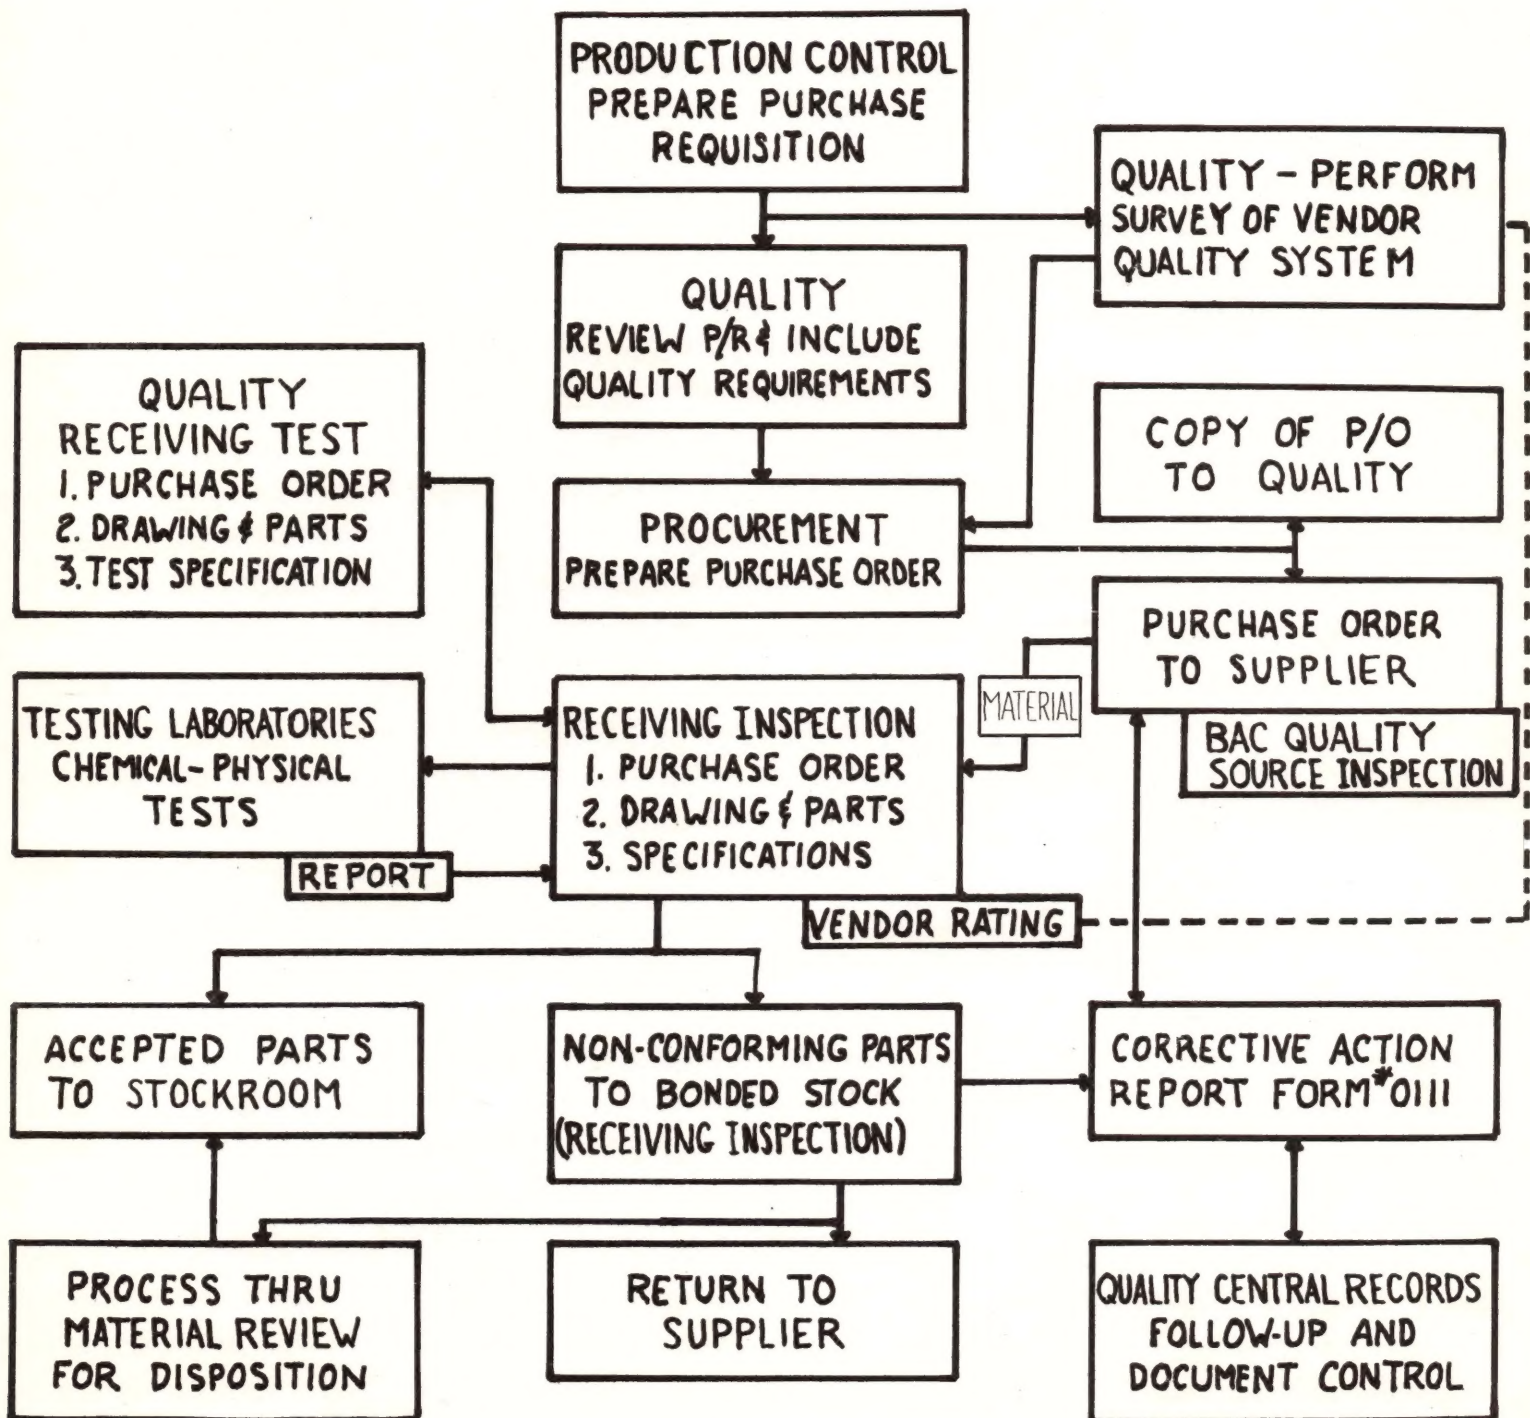 PRODUCTION CONTROL
PREPARE PURCHASE
REQUISITION
QUALITY - PERFORM
SURVEY OF VENDOR
QUALITY SYSTEM
QUALITY
REVIEW P/R & INCLUDE
QUALITY REQUIREMENTS
QUALITY
RECEIVING TEST
1. PURCHASE ORDER
2. DRAWING & PARTS
3. TEST SPECIFICATION
COPY OF P/O
TO QUALITY
PROCUREMENT
PREPARE PURCHASE ORDER
PURCHASE ORDER
TO SUPPLIER
BAC QUALITY
SOURCE INSPECTION
MATERIAL
TESTING LABORATORIES
CHEMICAL-PHYSICAL
TESTS
REPORT
RECEIVING INSPECTION
1. PURCHASE ORDER
2. DRAWING & PARTS
3. SPECIFICATIONS
VENDOR RATING
ACCEPTED PARTS
TO STOCKROOM
NON-CONFORMING PARTS
TO BONDED STOCK
(RECEIVING INSPECTION)
CORRECTIVE ACTION
REPORT FORM #0111
PROCESS THRU
MATERIAL REVIEW
FOR DISPOSITION
RETURN TO
SUPPLIER
QUALITY CENTRAL RECORDS
FOLLOW-UP AND
DOCUMENT CONTROL